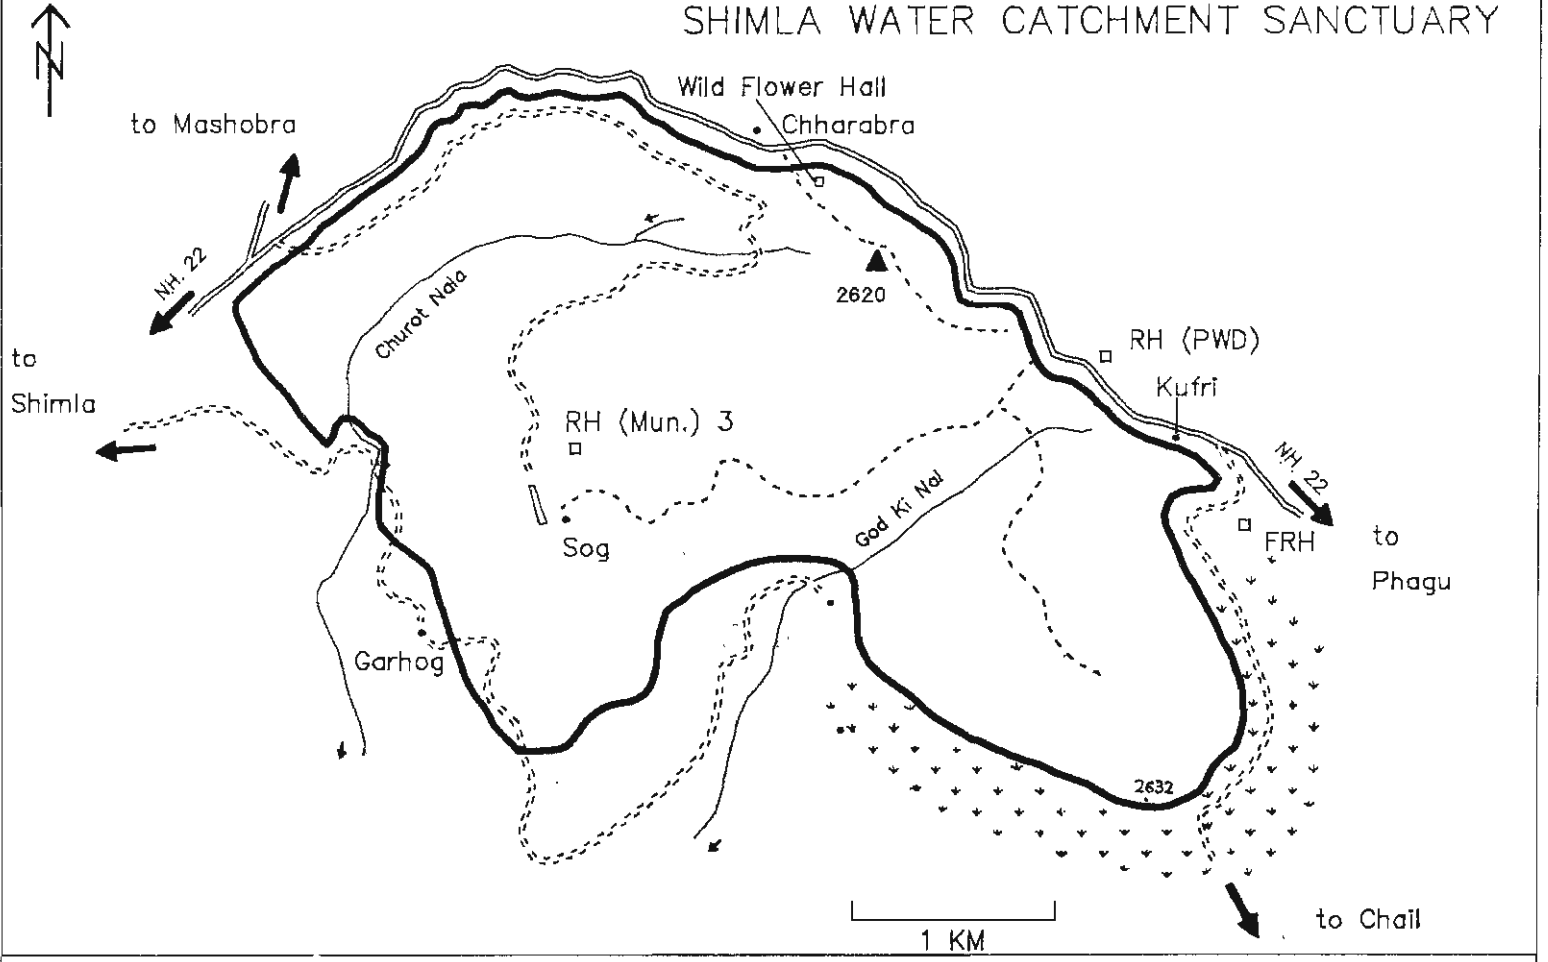 SHIMLA WATER CATCHMENT SANCTUARY
N
Wild Flower Hall
to Mashobra
Chharabra
NH. 22
2620
Churot Nala
RH (PWD)
to
Shimla
Kufri
RH (Mun.) 3
NH. 22
God Ki Nal
Sog
FRH
to
Phagu
Garhog
2632
to Chail
1 KM